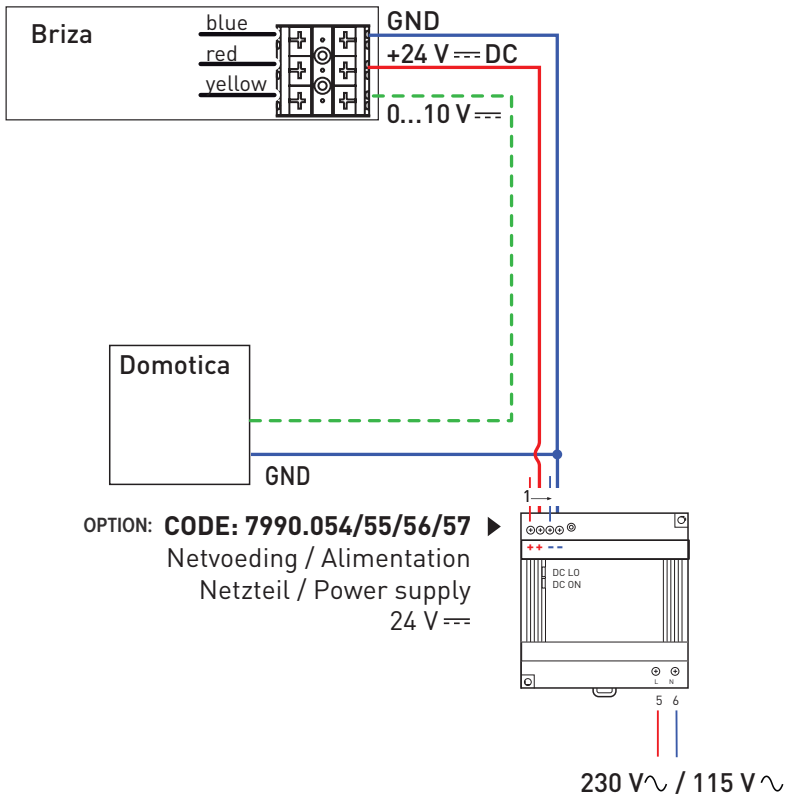 Briza
blue
red
yellow
GND
+24 V ⎓ DC
0...10 V ⎓
Domotica
GND
OPTION: CODE: 7990.054/55/56/57 ▶
Netvoeding / Alimentation
Netzteil / Power supply
24 V ⎓
1→
++ --
DC LO
DC ON
L N
5 6
230 V∿ / 115 V ∿